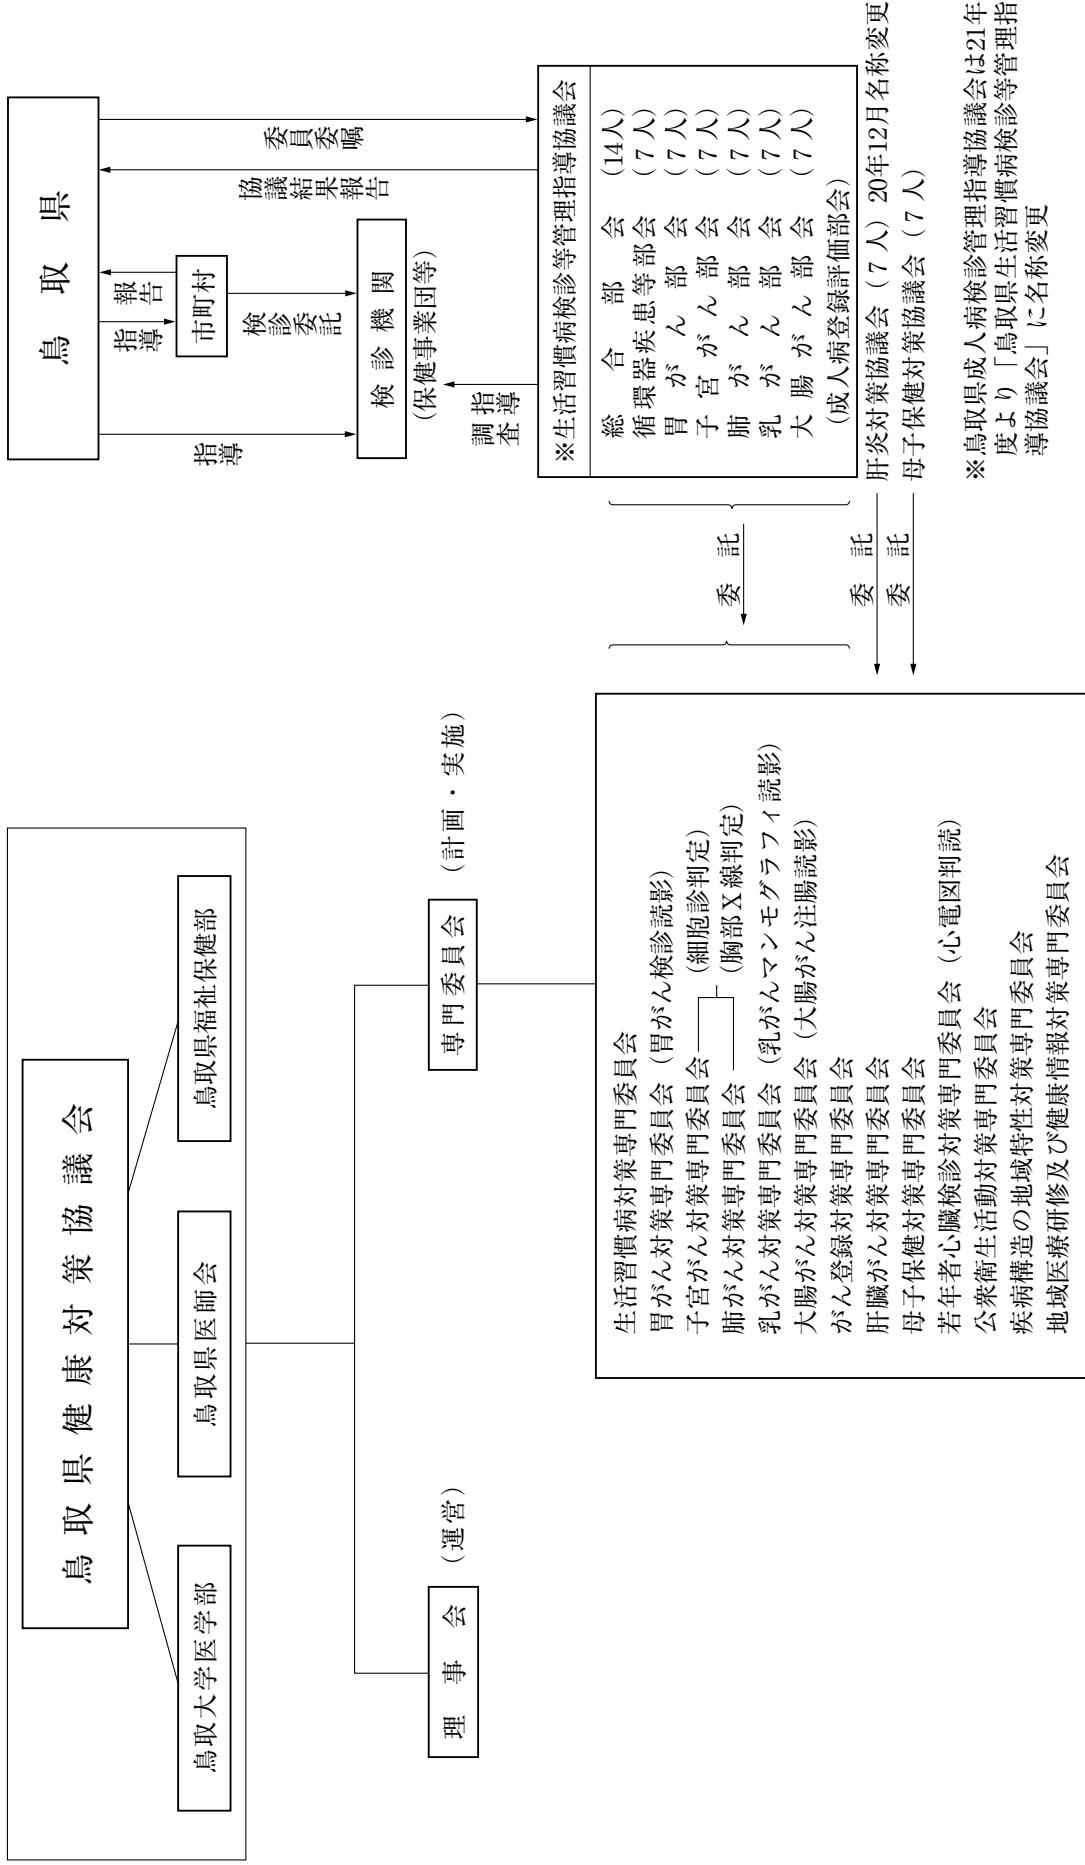 鳥取県健康対策協議会
鳥取大学医学部
鳥取県医師会
鳥取県福祉保健部
理事会
(運営)
専門委員会
(計画・実施)
生活習慣病対策専門委員会
胃がん対策専門委員会(胃がん検診読影)
子宮がん対策専門委員会
(細胞診判定)
肺がん対策専門委員会
(胸部X線判定)
乳がん対策専門委員会(乳がんマンモグラフィ読影)
大腸がん対策専門委員会(大腸がん注腸読影)
がん登録対策専門委員会
肝臓がん対策専門委員会
母子保健対策専門委員会
若年者心臓検診対策専門委員会(心電図判読)
公衆衛生活動対策専門委員会
疾病構造の地域特性対策専門委員会
地域医療研修及び健康情報対策専門委員会
鳥取県
指導
指導
報告
市町村
検診委託
検診機関
(保健事業団等)
協議結果報告
委員委嘱
調査指導
※生活習慣病検診等管理指導協議会
総合部会(14人)
循環器疾患等部会(7人)
胃がん部会(7人)
子宮がん部会(7人)
肺がん部会(7人)
乳がん部会(7人)
大腸がん部会(7人)
(成人病登録評価部会)
肝炎対策協議会(7人)20年12月名称変更
母子保健対策協議会(7人)
委託
委託
委託
※鳥取県成人病検診管理指導協議会は21年
度より「鳥取県生活習慣病検診等管理指
導協議会」に名称変更